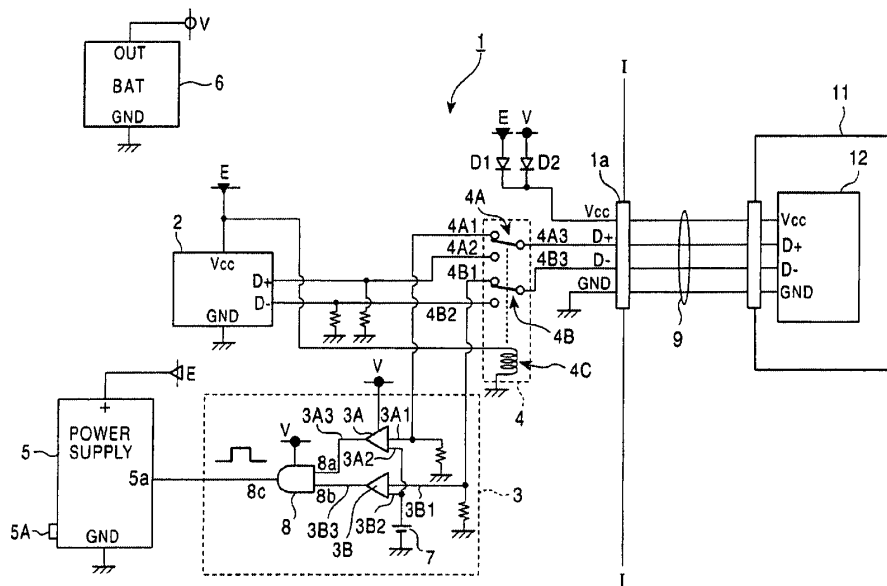 V
OUT
BAT
GND
6
1
I
E V
D1 D2
1a
11
12
E
4A
Vcc
Vcc
4A1
4A3
D+
D+
2
4A2
4B3
D-
D-
Vcc
4B1
GND
GND
D+
D-
4B2
4B
9
GND
4C
4
E
V
+
3A3 3A 3A1
5
POWER
SUPPLY
V
3A2
8a
5a
8c
8b
3B1
3
3B2
5A
GND
8
3B3
3B
7
I